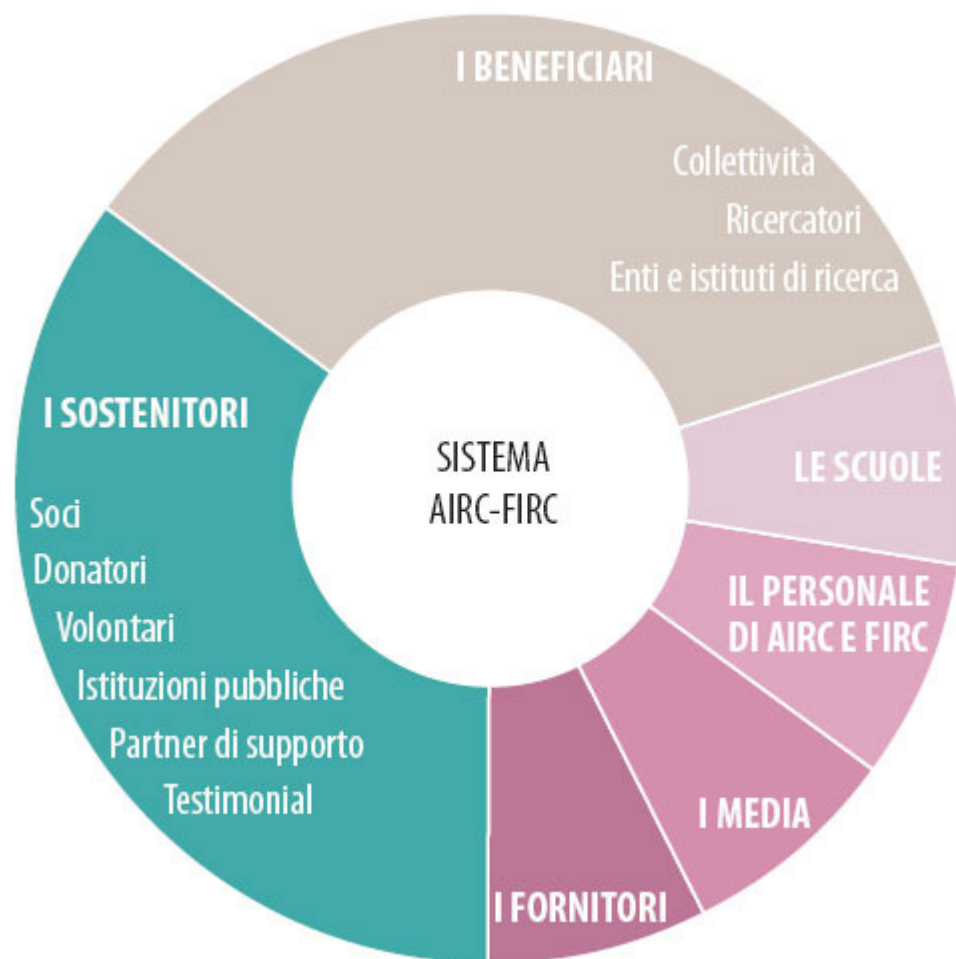 I BENEFICIARI
Collettività
Ricercatori
Enti e istituti di ricerca
I SOSTENITORI
Soci
Donatori
Volontari
Istituzioni pubbliche
Partner di supporto
Testimonial
SISTEMA
AIRC-FIRC
LE SCUOLE
IL PERSONALE
DI AIRC E FIRC
I MEDIA
I FORNITORI